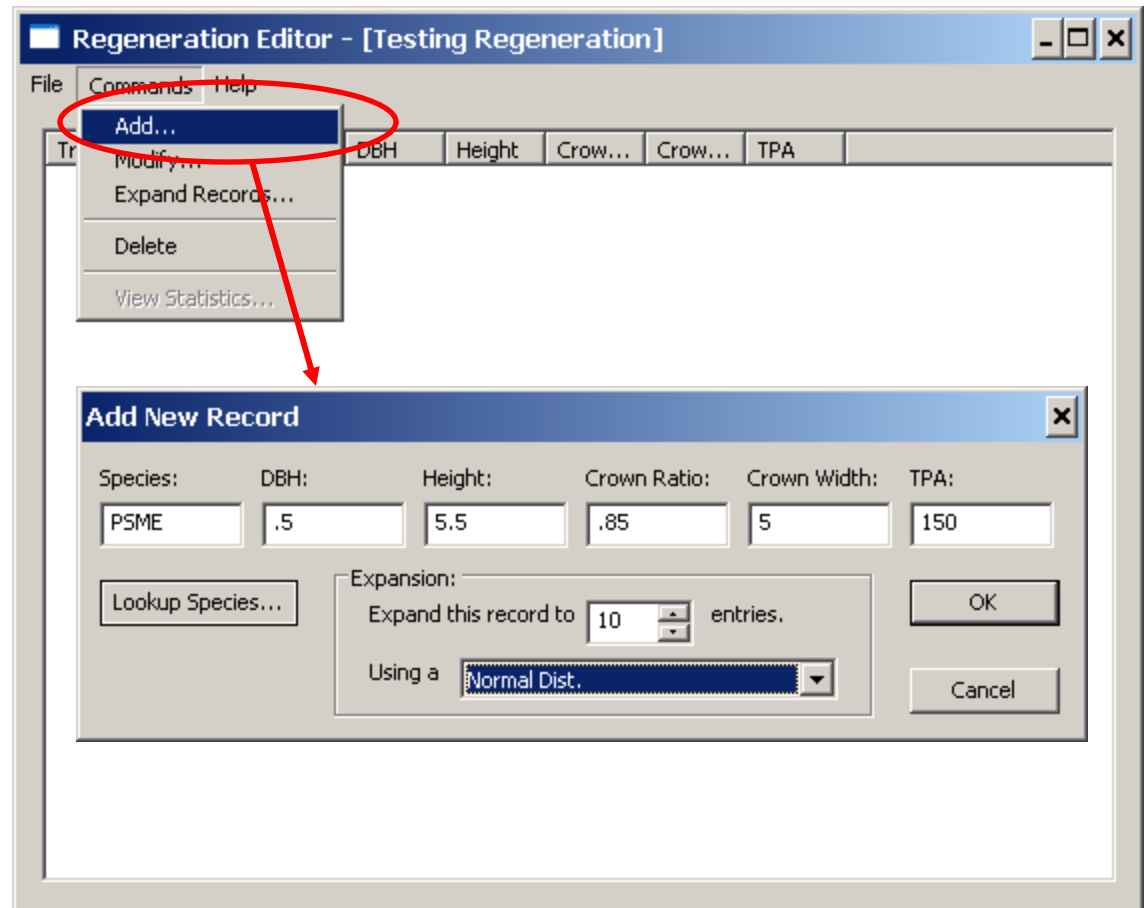 Regeneration Editor - [Testing Regeneration]
File Commands Help
Add...
Tr DBH Height Crow... Crow... TPA
Modify...
Expand Records...
Delete
View Statistics...
Add New Record
Species: DBH: Height: Crown Ratio: Crown Width: TPA:
PSME .5 5.5 .85 5 150
Lookup Species...
Expansion:
Expand this record to 10 entries.
OK
Using a Normal Dist.
Cancel